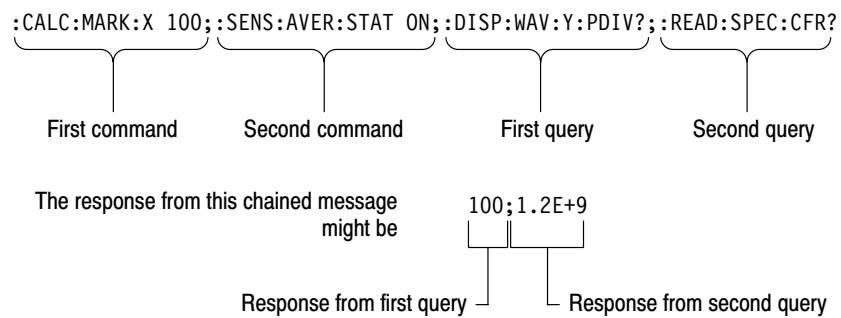 :CALC:MARK:X 100;:SENS:AVER:STAT ON;:DISP:WAV:Y:PDIV?;:READ:SPEC:CFR?
First command Second command First query Second query
The response from this chained message
might be
100;1.2E+9
Response from first query Response from second query